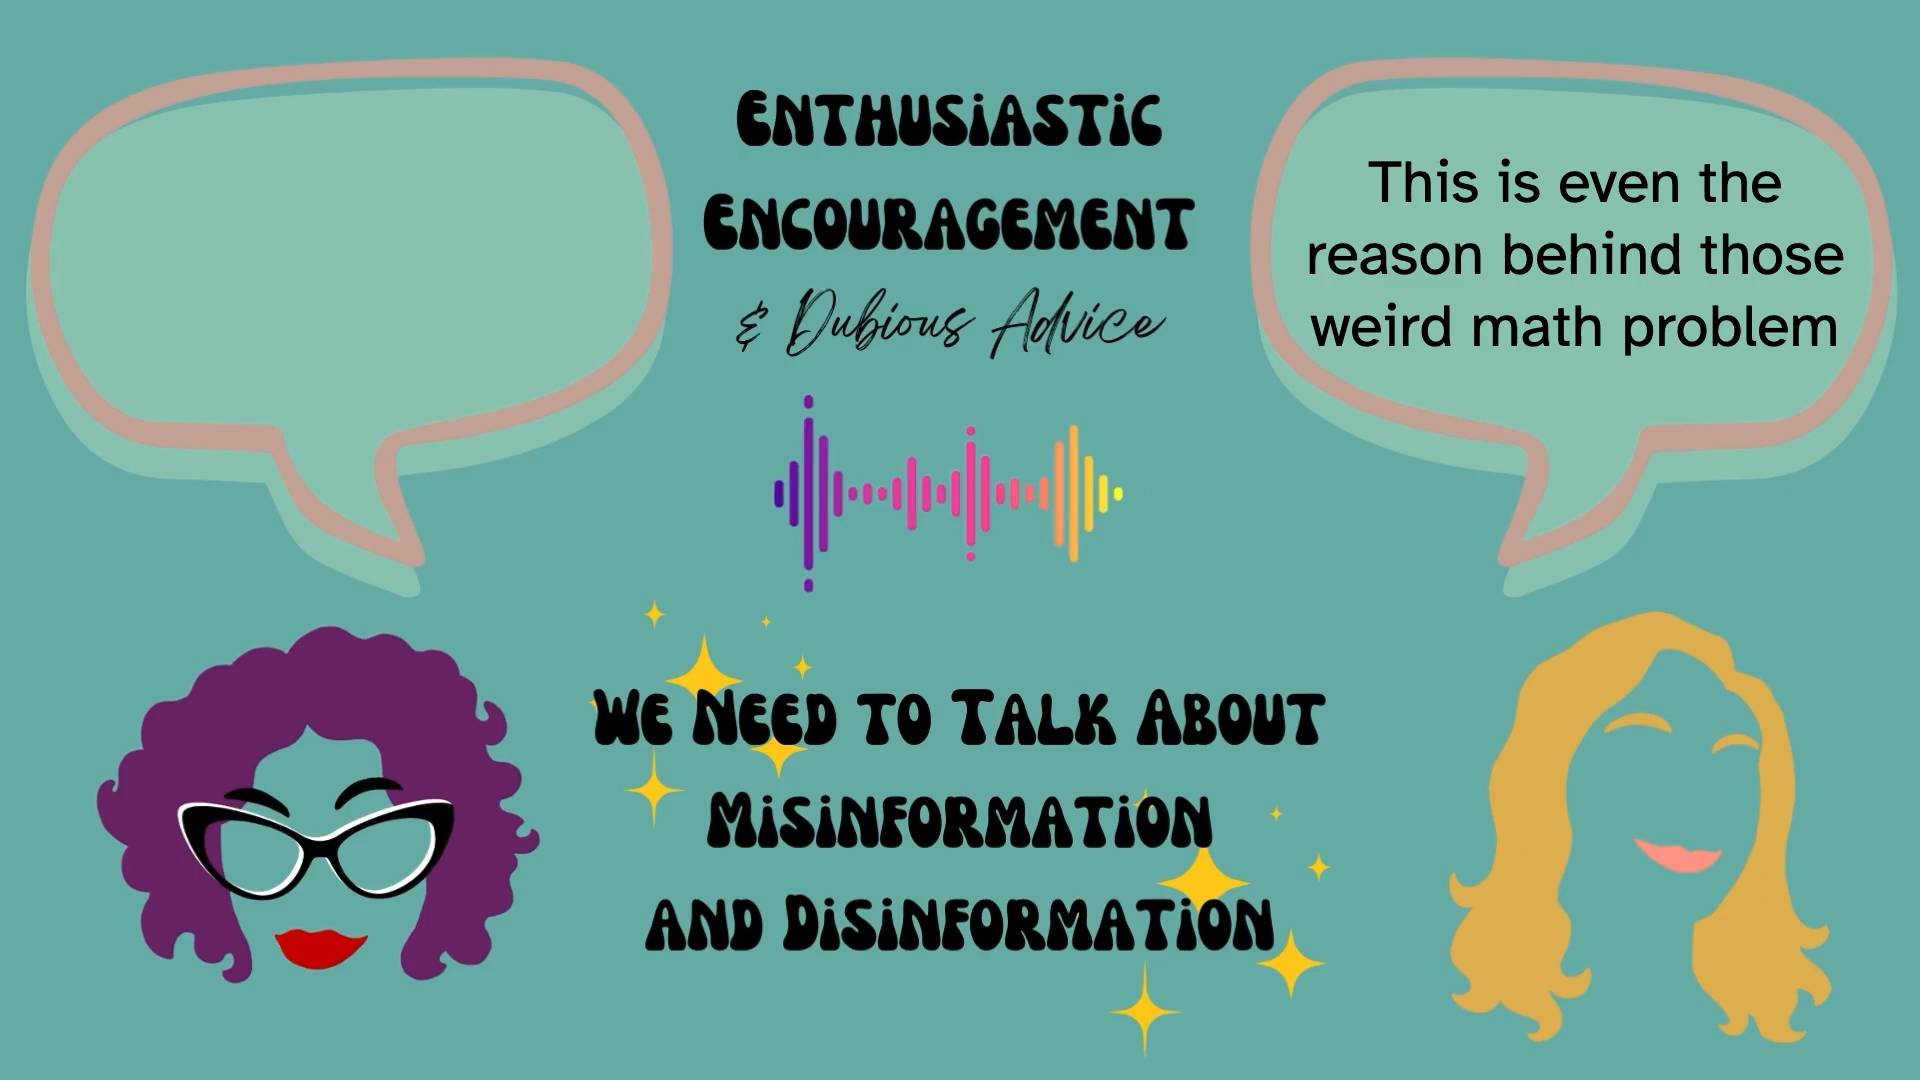 Enthusiastic
Encouragement
& Dubious Advice
This is even the
reason behind those
weird math problem
We Need to Talk About
Misinformation
and Disinformation